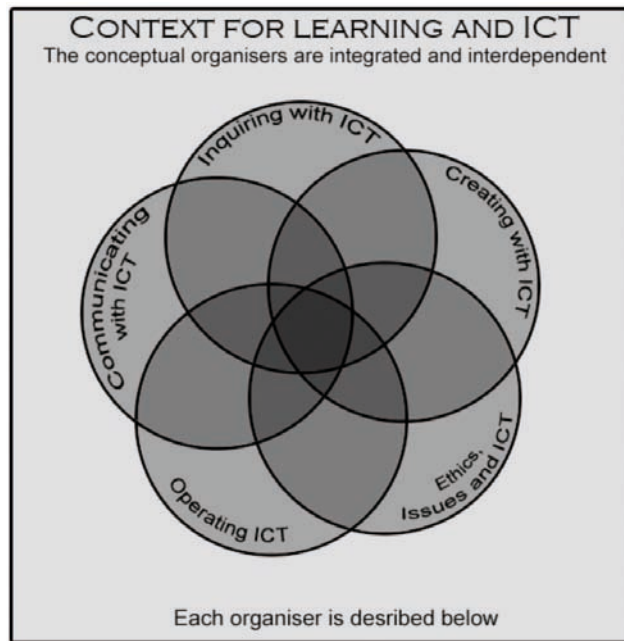 CONTEXT FOR LEARNING AND ICT
The conceptual organisers are integrated and interdependent
Inquiring with ICT
Creating with ICT
Communicating
with ICT
Ethics,
Issues and ICT
Operating ICT
Each organiser is desribed below